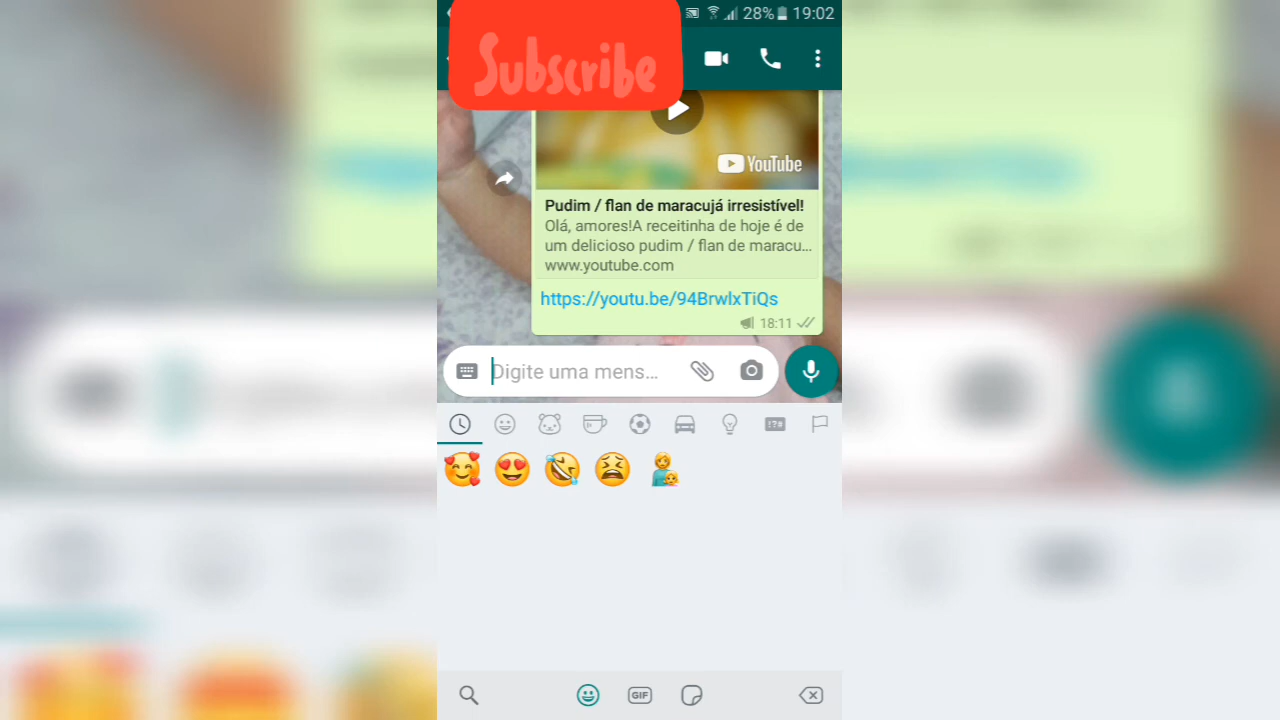 Subscribe
28% 19:02
YouTube
Pudim / flan de maracujá irresistível!
Olá, amores!A receitinha de hoje é de
um delicioso pudim / flan de maracu...
www.youtube.com
https://youtu.be/94BrwlxTiQs
18:11
Digite uma mens...
!?#
GIF